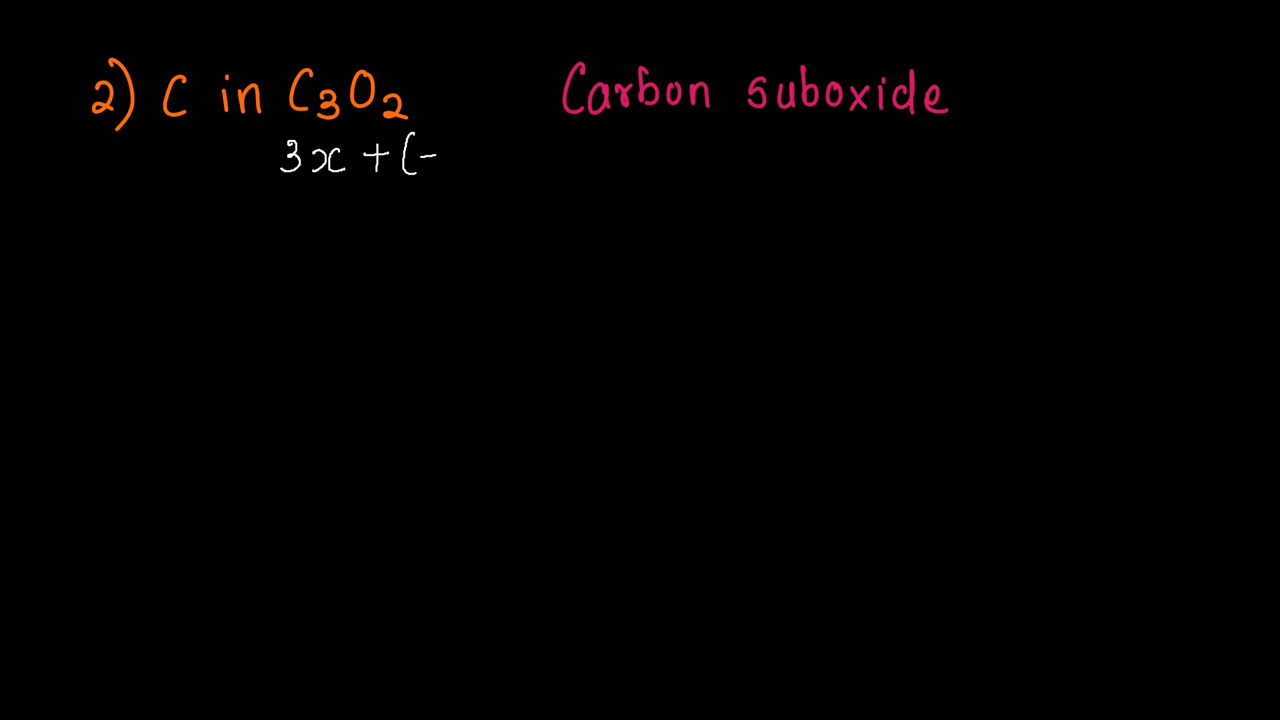 2) C in C₃O₂ Carbon suboxide
3x + (-